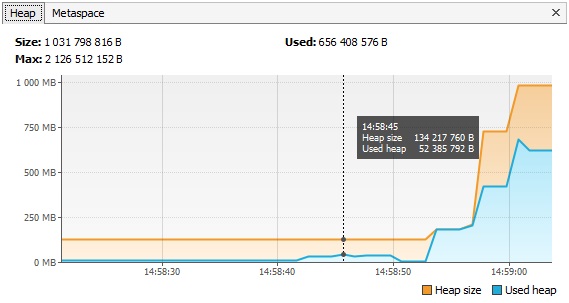 Heap Metaspace ×
Size: 1 031 798 816 B Used: 656 408 576 B
Max: 2 126 512 152 B
1 000 MB
750 MB
500 MB
250 MB
0 MB
14:58:45
Heap size 134 217 760 B
Used heap 52 385 792 B
14:58:30 14:58:40 14:58:50 14:59:00
Heap size Used heap